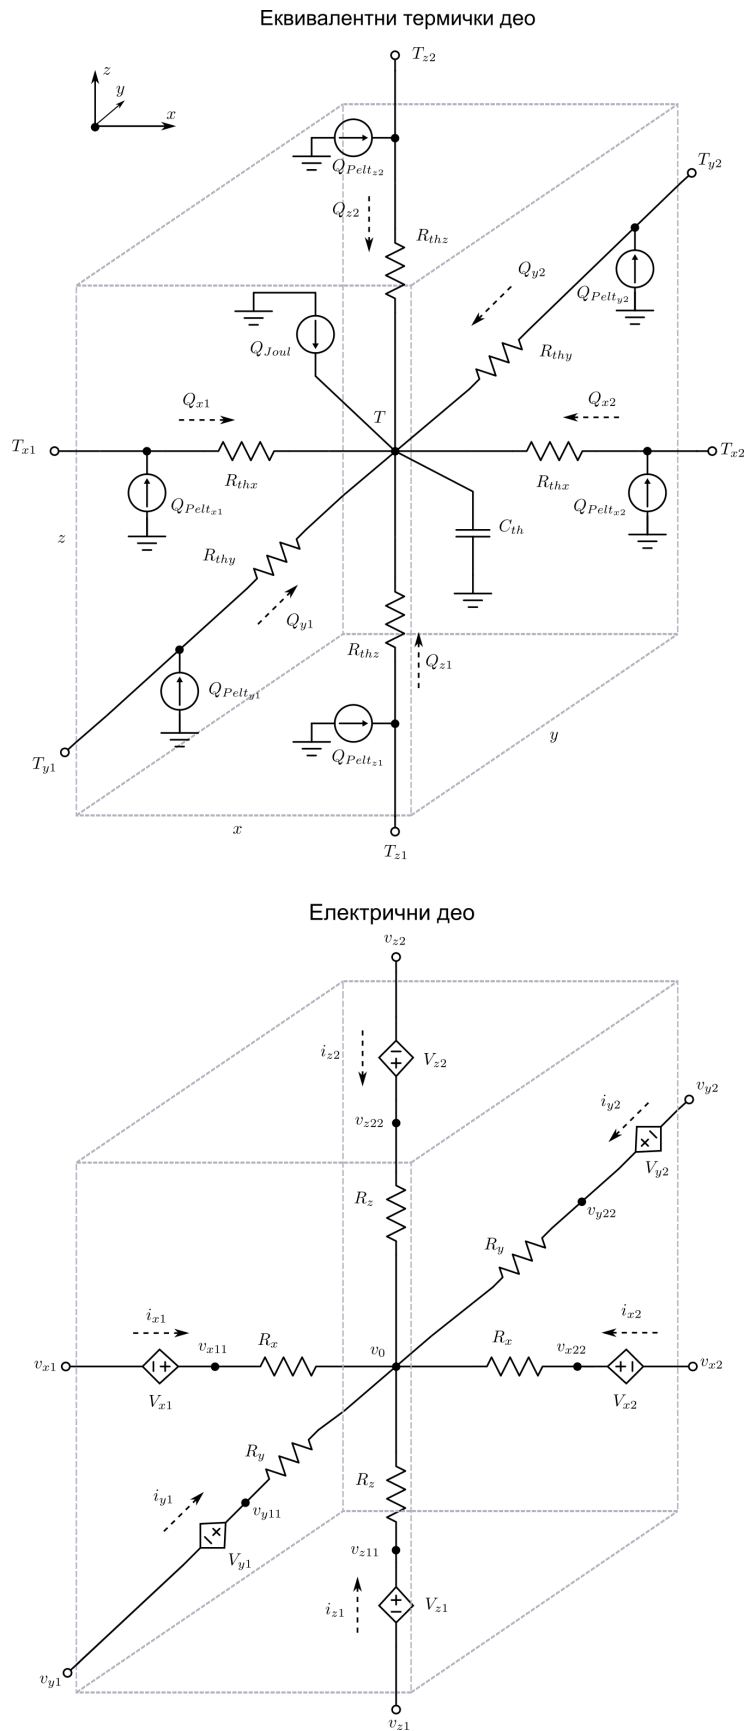 Еквивалентни термички део
T_{z2}
z
y
x
Q_{Pelt_{z2}}
T_{y2}
Q_{z2}
R_{thz}
Q_{y2}
Q_{Pelt_{y2}}
Q_{Joul}
R_{thy}
Q_{x1}
T
Q_{x2}
T_{x1}
T_{x2}
R_{thx}
R_{thx}
Q_{Pelt_{x1}}
Q_{Pelt_{x2}}
C_{th}
z
R_{thy}
Q_{y1}
R_{thz}
Q_{z1}
Q_{Pelt_{y1}}
y
T_{y1}
Q_{Pelt_{z1}}
x
T_{z1}
Електрични део
v_{z2}
i_{z2}
V_{z2}
v_{y2}
i_{y2}
v_{z22}
V_{y2}
R_z
v_{y22}
R_y
i_{x1}
i_{x2}
v_{x11}
R_x
v_0
R_x
v_{x22}
v_{x1}
v_{x2}
V_{x1}
V_{x2}
R_y
R_z
i_{y1}
v_{y11}
v_{z11}
V_{y1}
i_{z1}
V_{z1}
v_{y1}
v_{z1}